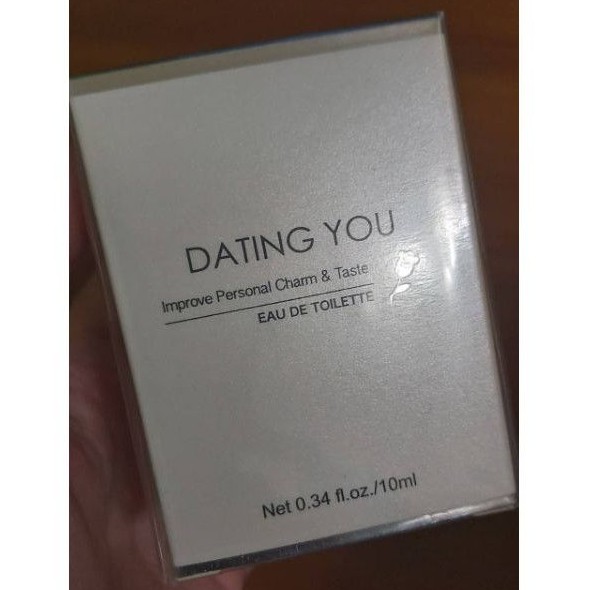 DATING YOU
Improve Personal Charm & Taste
EAU DE TOILETTE
Net 0.34 fl.oz./10ml